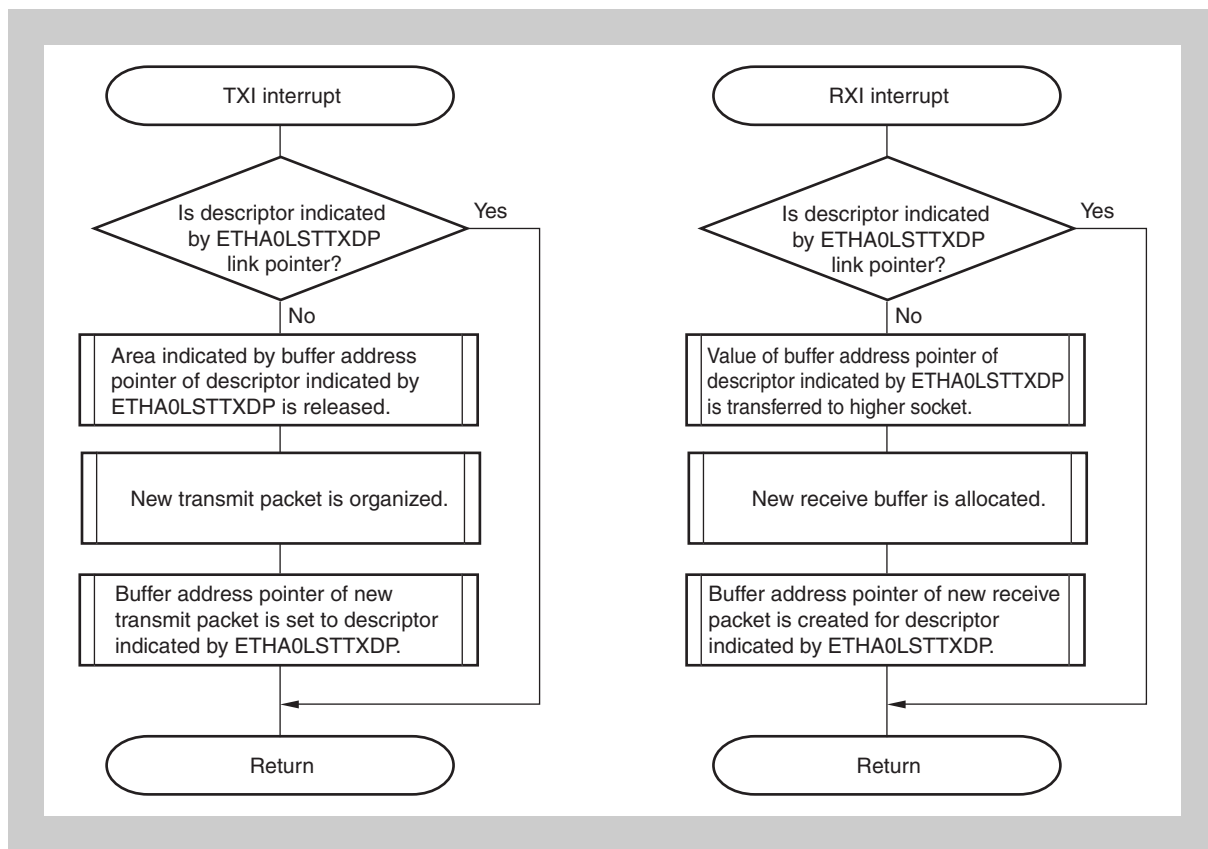 TXI interrupt
Is descriptor indicated
by ETHA0LSTTXDP
link pointer?
Yes
No
Area indicated by buffer address
pointer of descriptor indicated by
ETHA0LSTTXDP is released.
New transmit packet is organized.
Buffer address pointer of new
transmit packet is set to descriptor
indicated by ETHA0LSTTXDP.
Return
RXI interrupt
Is descriptor indicated
by ETHA0LSTTXDP
link pointer?
Yes
No
Value of buffer address pointer of
descriptor indicated by ETHA0LSTTXDP
is transferred to higher socket.
New receive buffer is allocated.
Buffer address pointer of new receive
packet is created for descriptor
indicated by ETHA0LSTTXDP.
Return